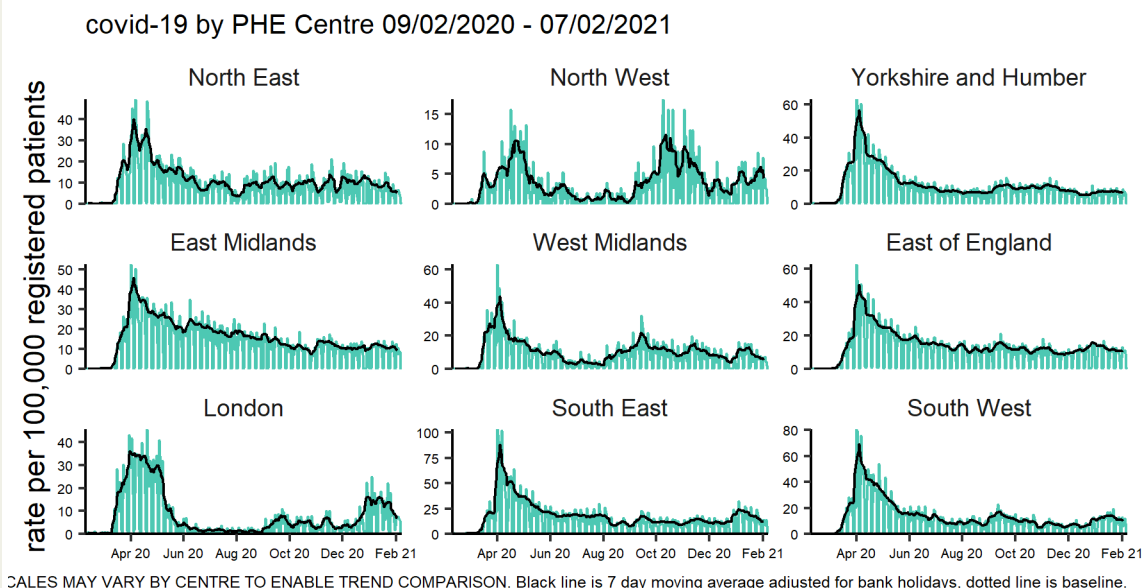 covid-19 by PHE Centre 09/02/2020 - 07/02/2021
rate per 100,000 registered patients
North East
40
30
20
10
0
North West
15
10
5
0
Yorkshire and Humber
60
40
20
0
East Midlands
50
40
30
20
10
0
West Midlands
60
40
20
0
East of England
60
40
20
0
London
40
30
20
10
0
Apr 20 Jun 20 Aug 20 Oct 20 Dec 20 Feb 21
South East
100
75
50
25
0
Apr 20 Jun 20 Aug 20 Oct 20 Dec 20 Feb 21
South West
80
60
40
20
0
Apr 20 Jun 20 Aug 20 Oct 20 Dec 20 Feb 21
CALES MAY VARY BY CENTRE TO ENABLE TREND COMPARISON. Black line is 7 day moving average adjusted for bank holidays, dotted line is baseline.